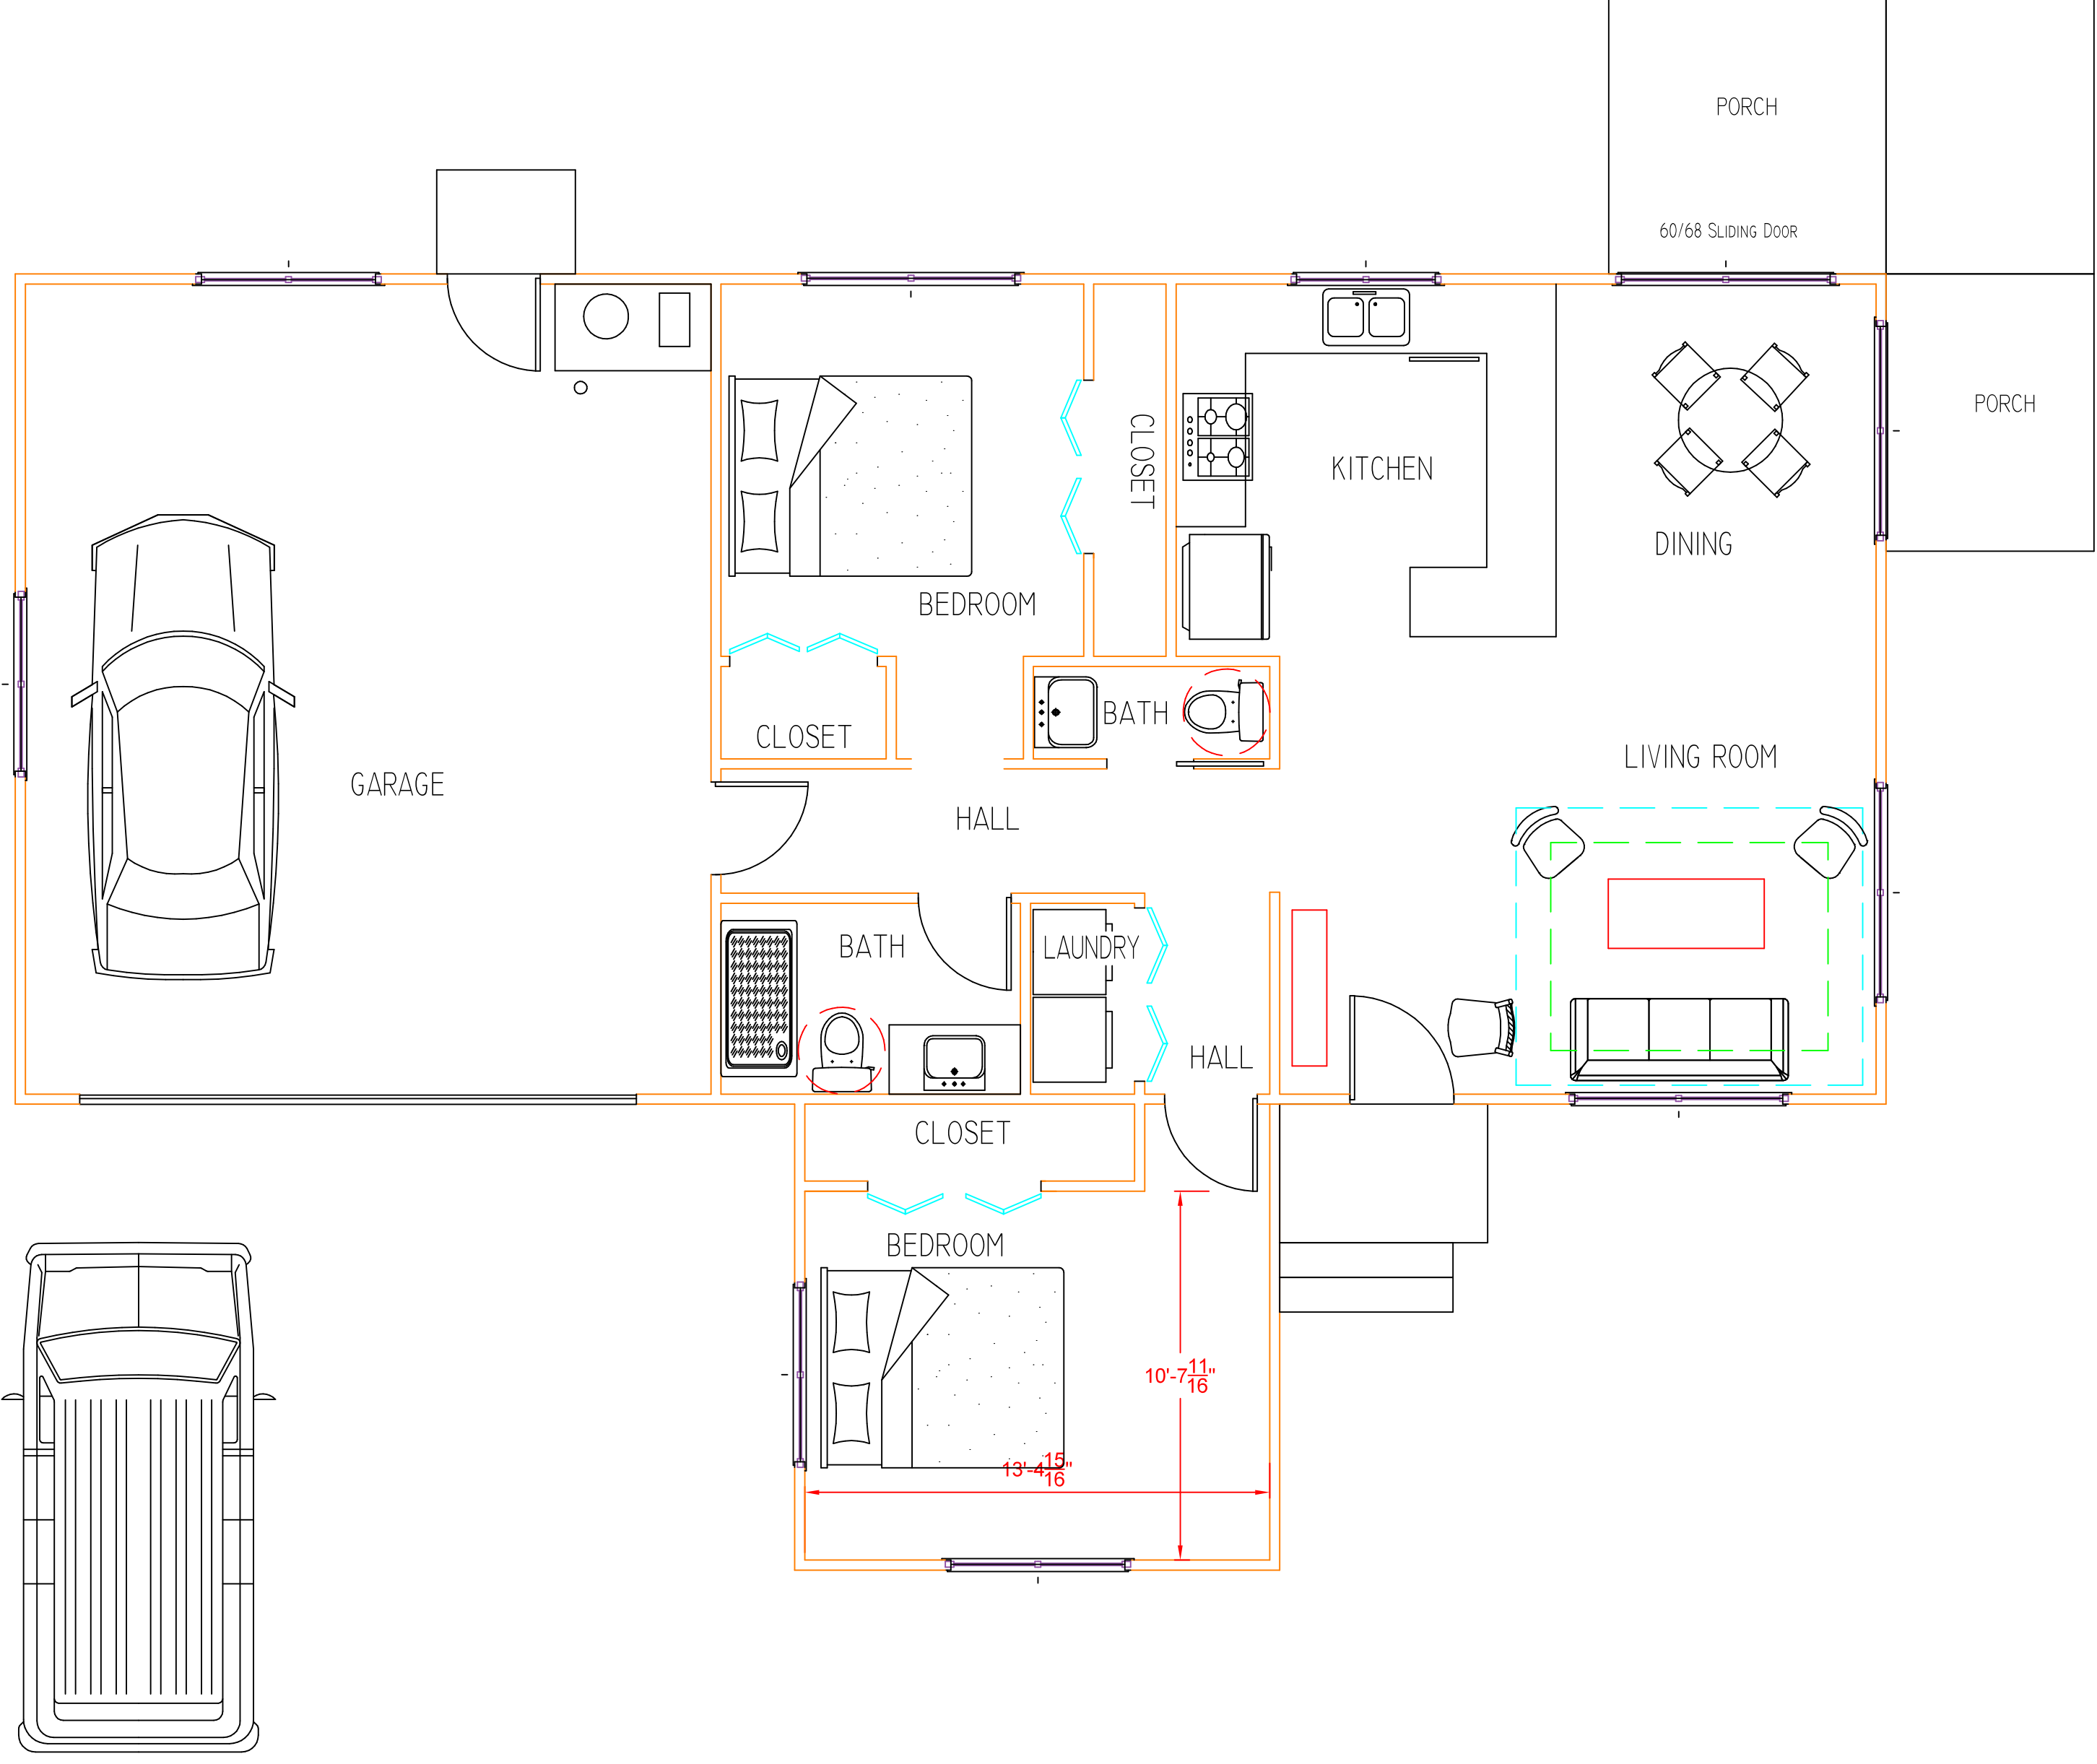 PORCH
60/68 SLIDING DOOR
PORCH
CLOSET
KITCHEN
DINING
BEDROOM
BATH
CLOSET
LIVING ROOM
GARAGE
HALL
BATH
LAUNDRY
HALL
CLOSET
BEDROOM
10'-7 11/16"
13'-4 15/16"